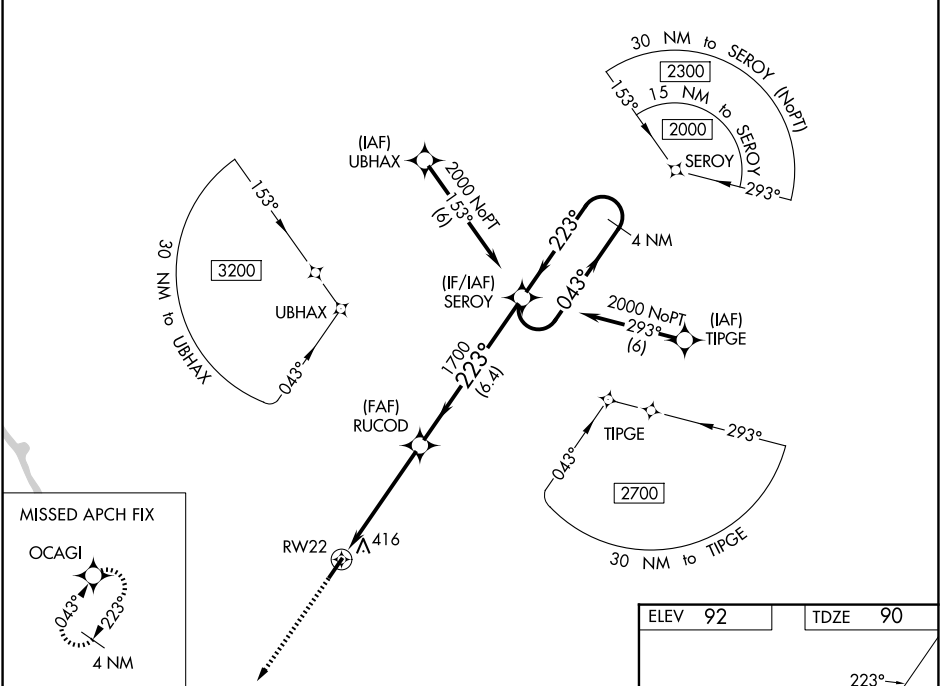 30 NM to SEROY (NoPT)
2300
153°
15 NM to SEROY
2000
SEROY
293°
(IAF)
UBHAX
2000 NoPT
153°
(6)
153°
3200
30 NM to UBHAX
UBHAX
043°
223°
4 NM
043°
(IF/IAF)
SEROY
2000 NoPT
293°
(6)
(IAF)
TIPGE
1700
223°
(6.4)
(FAF)
RUCOD
TIPGE
293°
043°
2700
30 NM to TIPGE
RW22
416
MISSED APCH FIX
OCAGI
043°
223°
4 NM
ELEV 92
TDZE 90
223°